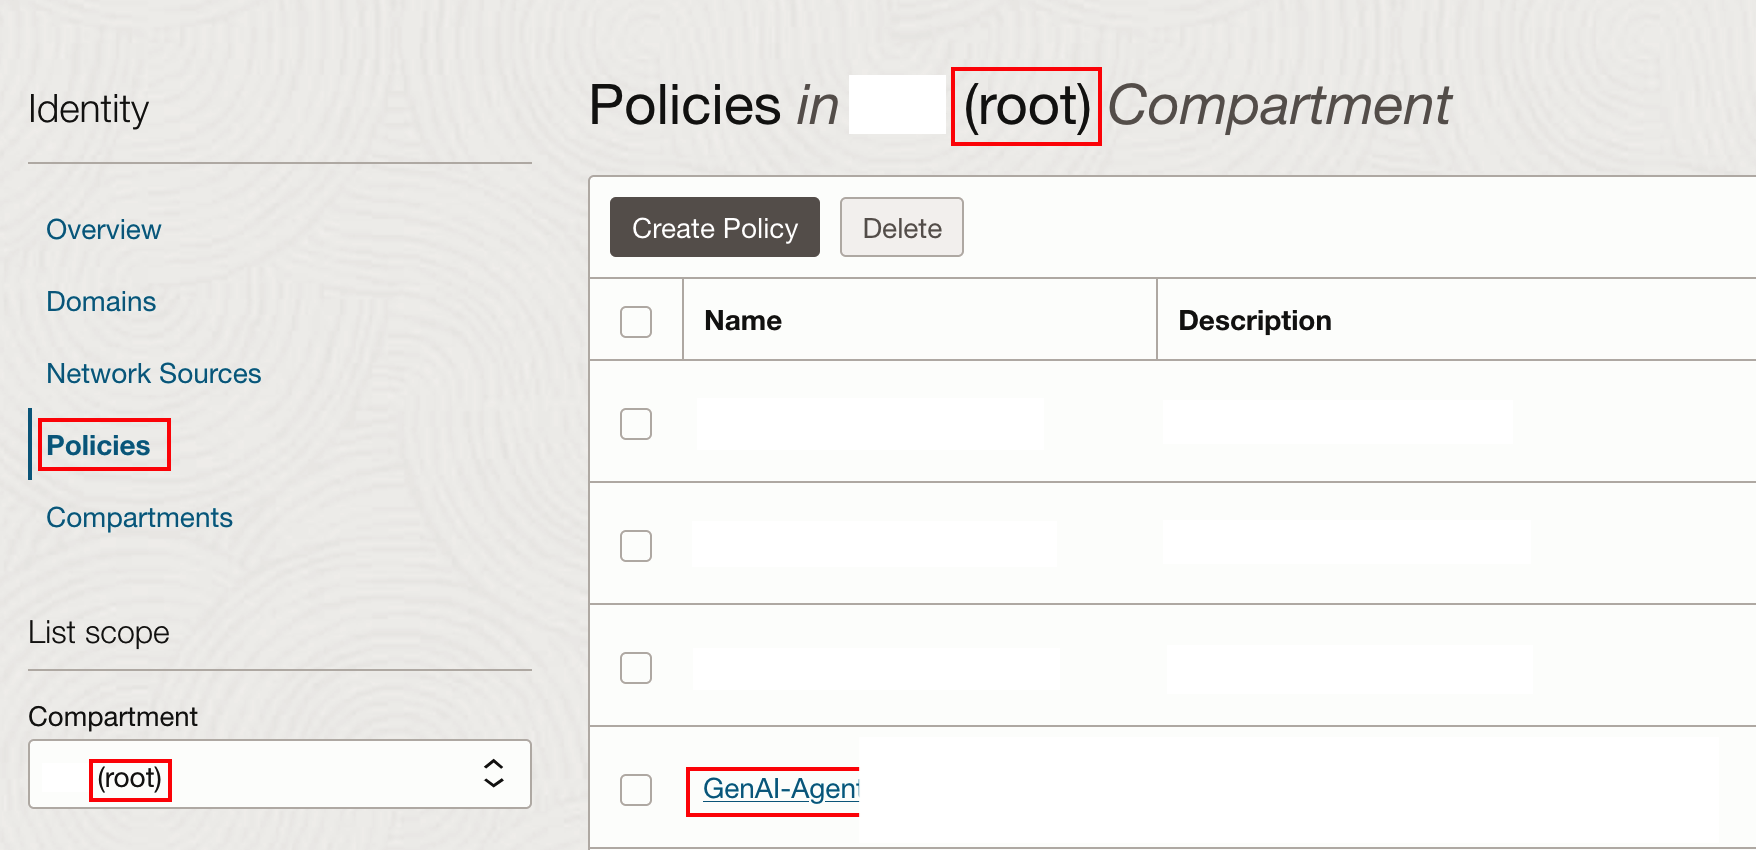 Identity
Overview
Domains
Network Sources
Policies
Compartments
List scope
Compartment
(root)
Policies in (root) Compartment
Create Policy Delete
Name Description
GenAI-Agent